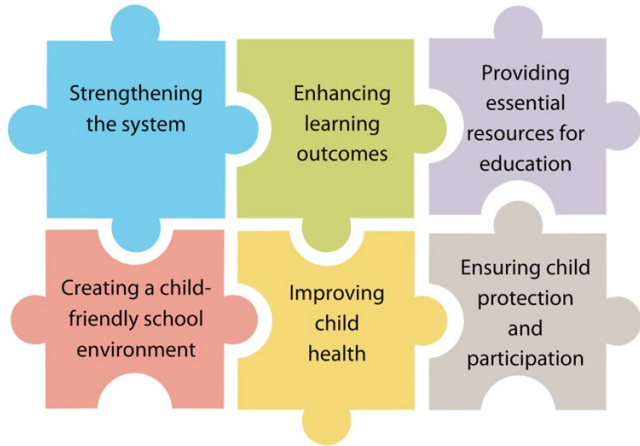 Strengthening
the system
Enhancing
learning
outcomes
Providing
essential
resources for
education
Creating a child-
friendly school
environment
Improving
child
health
Ensuring child
protection
and
participation